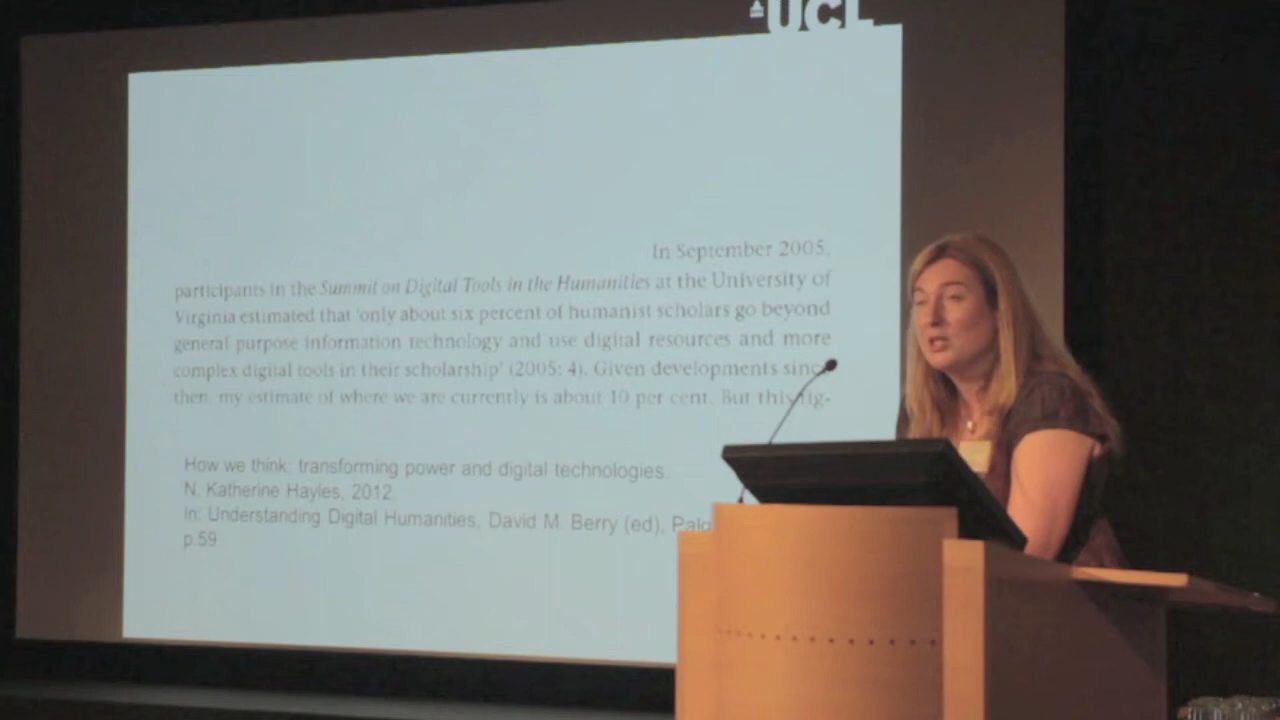 UCL
In September 2005,
participants in the Summit on Digital Tools in the Humanities at the University of
Virginia estimated that 'only about six percent of humanist scholars go beyond
general purpose information technology and use digital resources and more
complex digital tools in their scholarship' (2005: 4). Given developments since
then, my estimate of where we are currently is about 10 per cent. But this fig-
How we think: transforming power and digital technologies.
N. Katherine Hayles, 2012.
In: Understanding Digital Humanities, David M. Berry (ed), Palg
p.59